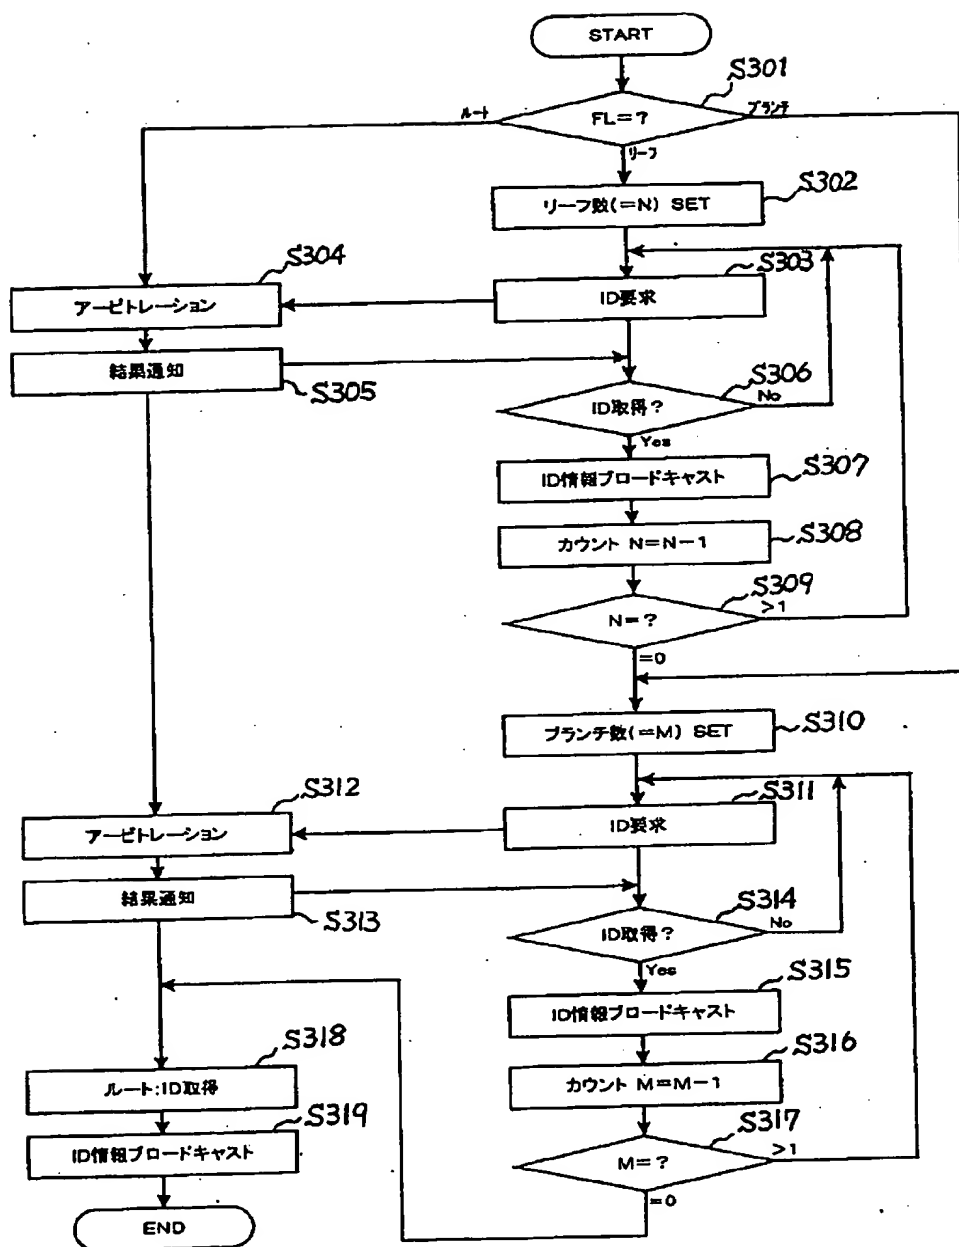 START
S301
ルート
FL=?
ブランチ
リーフ
S302
リーフ数(=N) SET
S304
S303
アービトレーション
ID要求
結果通知
S305
S306
ID取得?
No
Yes
S307
ID情報ブロードキャスト
S308
カウント N=N-1
S309
N=?
>1
=0
ブランチ数(=M) SET
S310
S312
S311
アービトレーション
ID要求
結果通知
S313
S314
ID取得?
No
Yes
S315
ID情報ブロードキャスト
S318
S316
ルート:ID取得
カウント M=M-1
S319
S317
ID情報ブロードキャスト
M=?
>1
=0
END